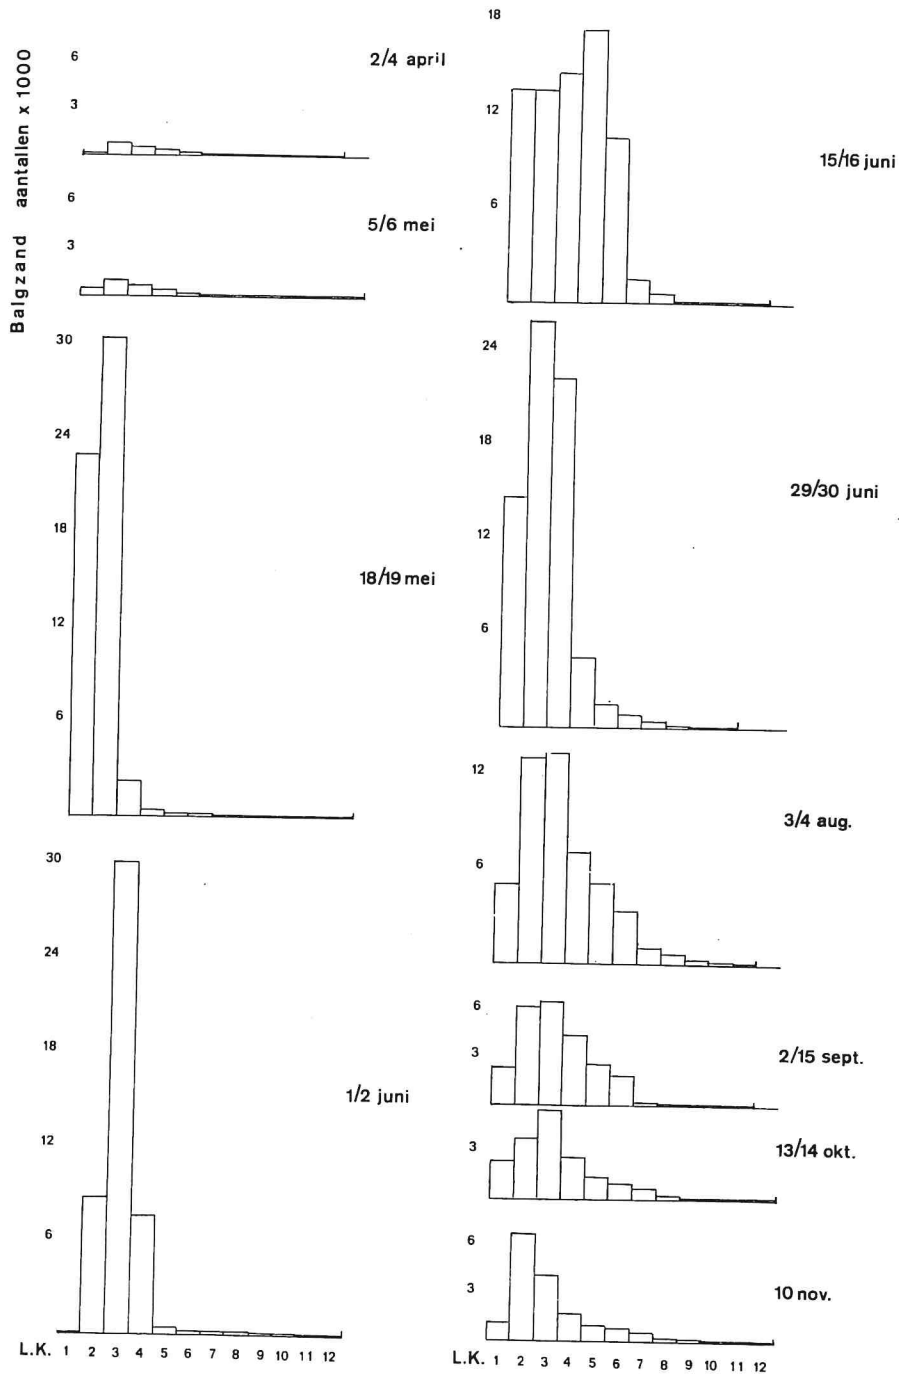 Balgzand aantallen x 1000
6
3
2/4 april
6
3
5/6 mei
30
24
18
12
6
18/19 mei
30
24
18
12
6
1/2 juni
L.K. 1 2 3 4 5 6 7 8 9 10 11 12
18
12
6
15/16 juni
24
18
12
6
29/30 juni
12
6
3/4 aug.
6
3
2/15 sept.
3
13/14 okt.
6
3
10 nov.
L.K. 1 2 3 4 5 6 7 8 9 10 11 12